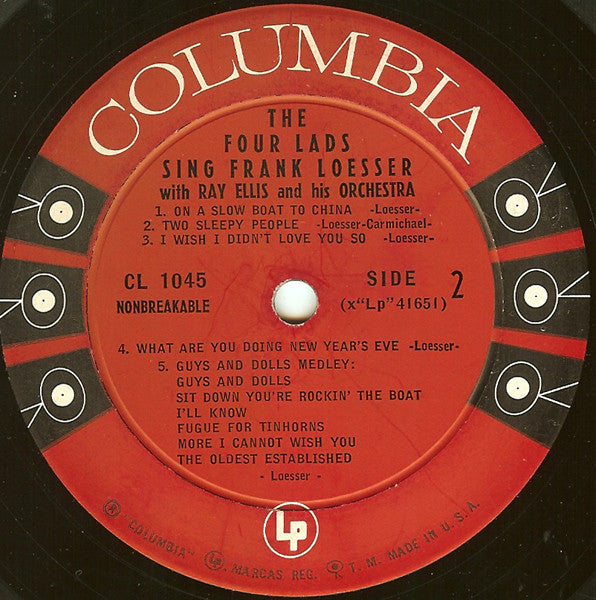 COLUMBIA
THE
FOUR LADS
SING FRANK LOESSER
with RAY ELLIS and his ORCHESTRA
1. ON A SLOW BOAT TO CHINA -Loesser-
2. TWO SLEEPY PEOPLE -Loesser-Carmichael-
3. I WISH I DIDN'T LOVE YOU SO -Loesser-
CL 1045
NONBREAKABLE
SIDE 2
(x"Lp"41651)
4. WHAT ARE YOU DOING NEW YEAR'S EVE -Loesser-
5. GUYS AND DOLLS MEDLEY:
GUYS AND DOLLS
SIT DOWN YOU'RE ROCKIN' THE BOAT
I'LL KNOW
FUGUE FOR TINHORNS
MORE I CANNOT WISH YOU
THE OLDEST ESTABLISHED
- Loesser -
Lp
® "COLUMBIA" Ⓛ, MARCAS REG. T. M. MADE IN U.S.A.